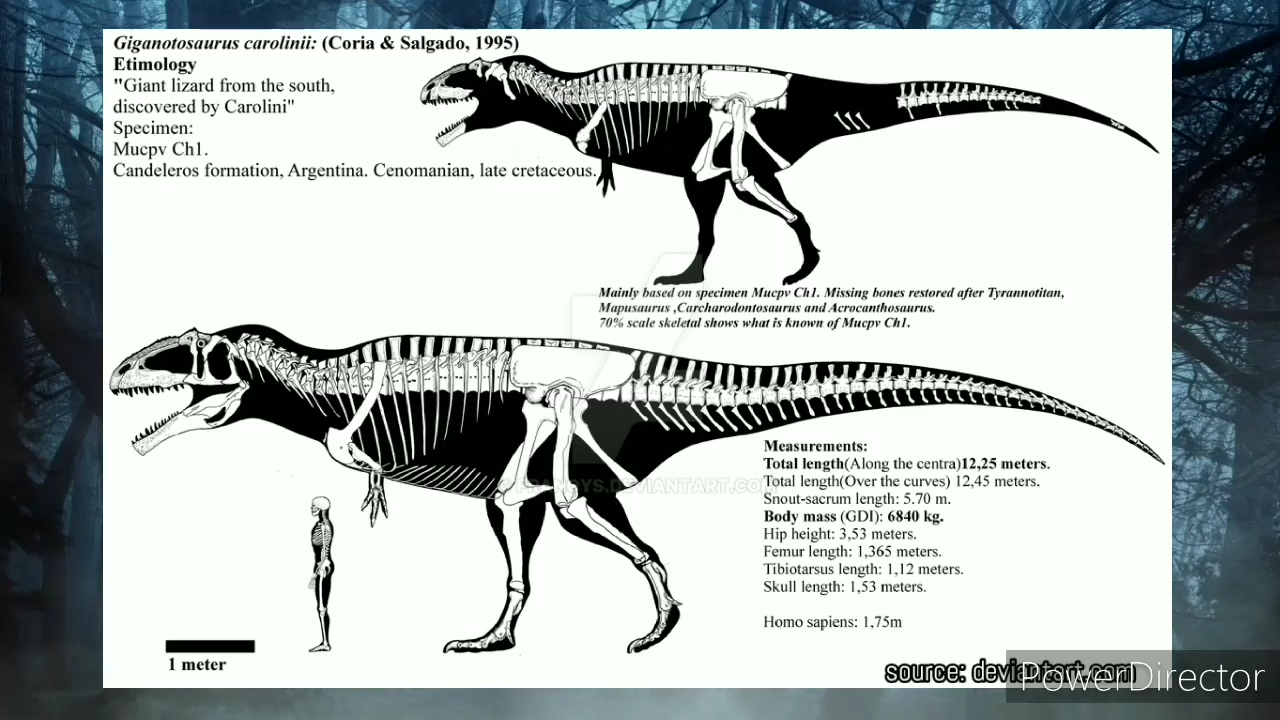 Giganotosaurus carolinii: (Coria & Salgado, 1995)
Etimology
"Giant lizard from the south,
discovered by Carolini"
Specimen:
Mucpv Ch1.
Candeleros formation, Argentina. Cenomanian, late cretaceous.
Mainly based on specimen Mucpv Ch1. Missing bones restored after Tyrannotitan,
Mapusaurus ,Carcharodontosaurus and Acrocanthosaurus.
70% scale skeletal shows what is known of Mucpv Ch1.
Measurements:
Total length(Along the centra)12,25 meters.
Total length(Over the curves) 12,45 meters.
Snout-sacrum length: 5.70 m.
Body mass (GDI): 6840 kg.
Hip height: 3,53 meters.
Femur length: 1,365 meters.
Tibiotarsus length: 1,12 meters.
Skull length: 1,53 meters.
Homo sapiens: 1,75m
1 meter
source: deviantart.com
PowerDirector